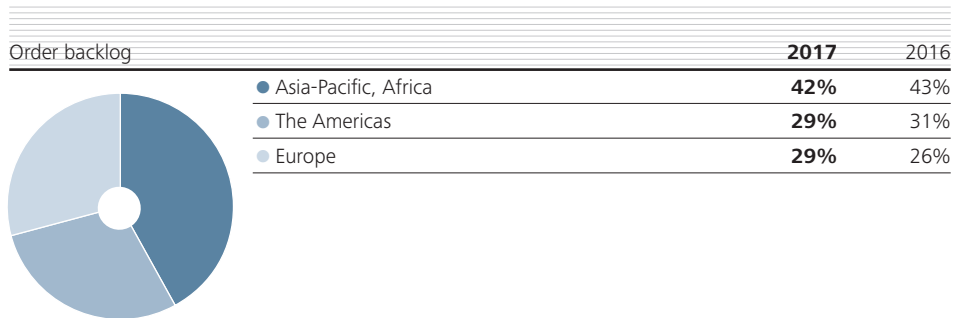 Order backlog 2017 2016
Asia-Pacific, Africa 42% 43%
The Americas 29% 31%
Europe 29% 26%